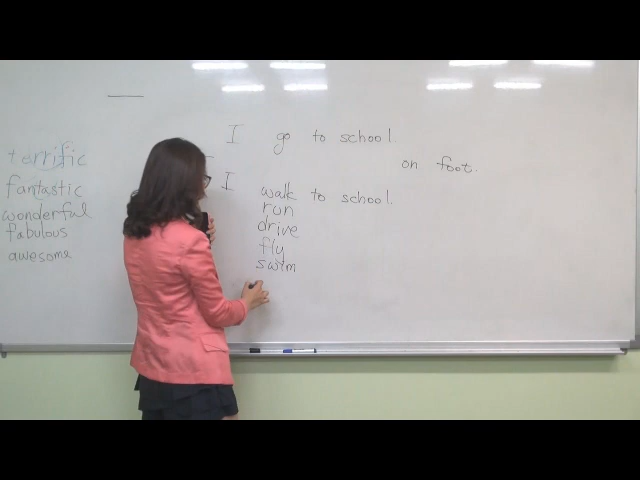 terrific
fantastic
wonderful
fabulous
awesome
I go to school.
on foot.
I walk to school.
run
drive
fly
swim